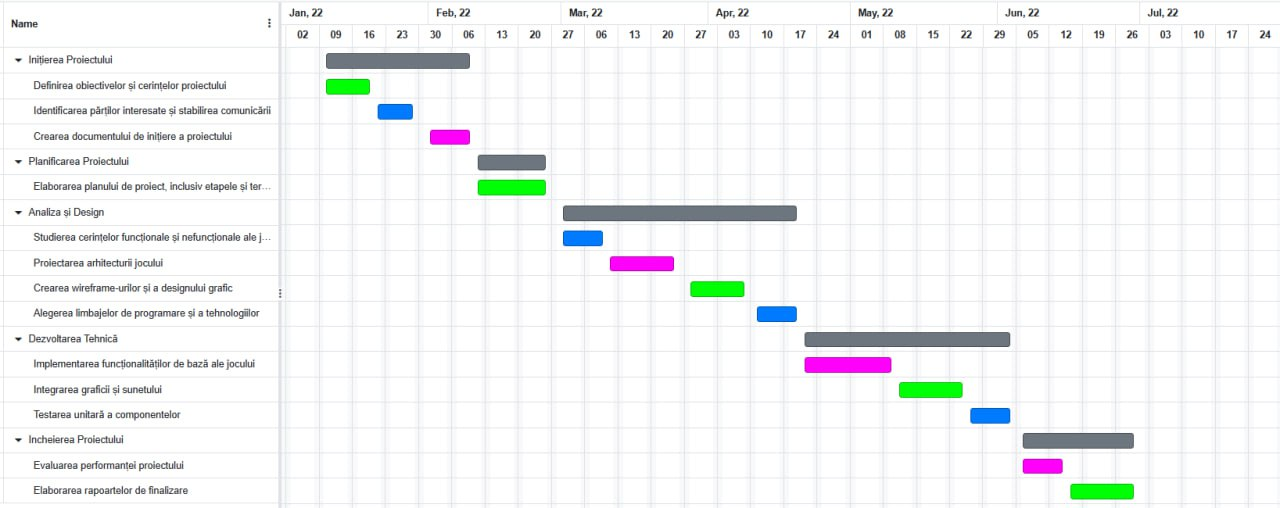 Name
Jan, 22 Feb, 22 Mar, 22 Apr, 22 May, 22 Jun, 22 Jul, 22
02 09 16 23 30 06 13 20 27 06 13 20 27 03 10 17 24 01 08 15 22 29 05 12 19 26 03 10 17 24
Inițierea Proiectului
Definirea obiectivelor și cerințelor proiectului
Identificarea părților interesate și stabilirea comunicării
Crearea documentului de inițiere a proiectului
Planificarea Proiectului
Elaborarea planului de proiect, inclusiv etapele și ter...
Analiza și Design
Studierea cerințelor funcționale și nefuncționale ale j...
Proiectarea arhitecturii jocului
Crearea wireframe-urilor și a designului grafic
Alegerea limbajelor de programare și a tehnologiilor
Dezvoltarea Tehnică
Implementarea funcționalităților de bază ale jocului
Integrarea graficii și sunetului
Testarea unitară a componentelor
Incheierea Proiectului
Evaluarea performanței proiectului
Elaborarea rapoartelor de finalizare